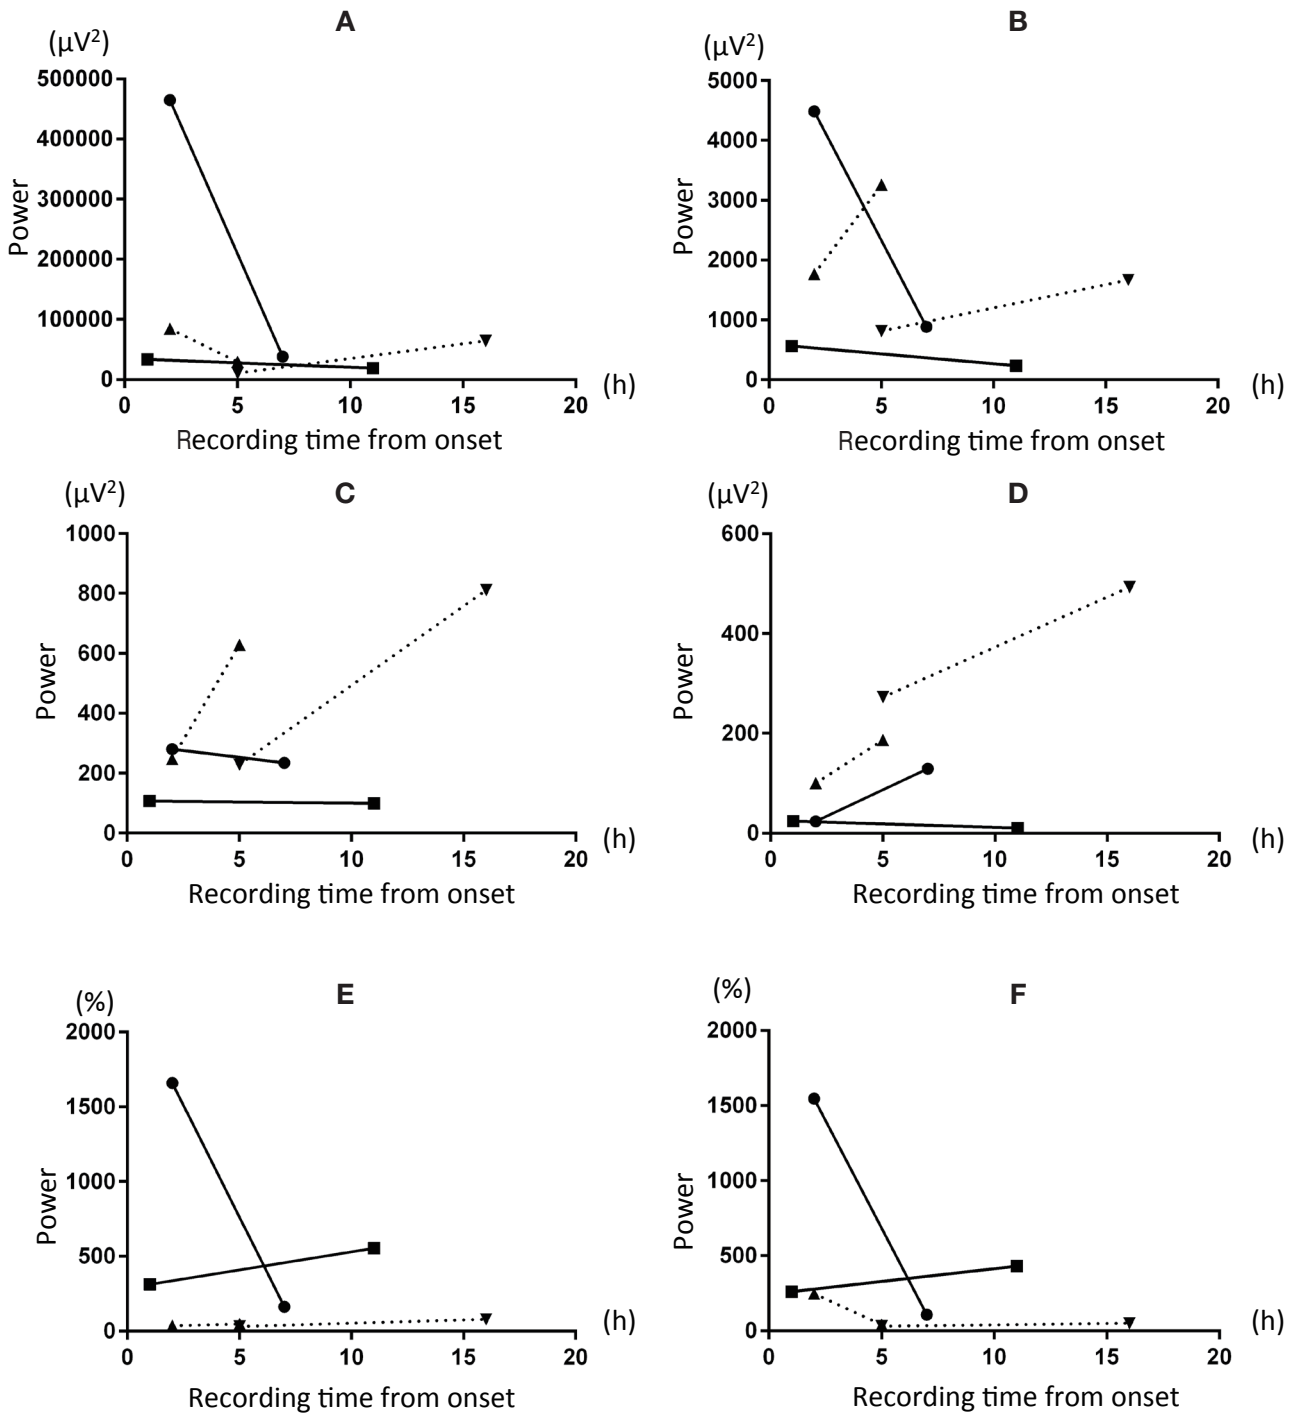 A
(µV²)
500000
400000
300000
200000
100000
0
Power
0 5 10 15 20 (h)
Recording time from onset
B
(µV²)
5000
4000
3000
2000
1000
0
Power
0 5 10 15 20 (h)
Recording time from onset
C
(µV²)
1000
800
600
400
200
0
Power
0 5 10 15 20 (h)
Recording time from onset
D
(µV²)
600
400
200
0
Power
0 5 10 15 20 (h)
Recording time from onset
E
(%)
2000
1500
1000
500
0
Power
0 5 10 15 20 (h)
Recording time from onset
F
(%)
2000
1500
1000
500
0
Power
0 5 10 15 20 (h)
Recording time from onset